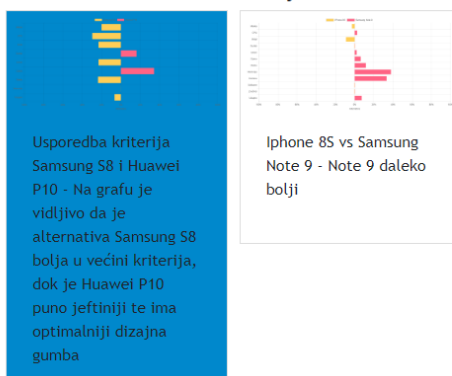 Usporedba kriterija
Samsung S8 i Huawei
P10 - Na grafu je
vidljivo da je
alternativa Samsung S8
bolja u većini kriterija,
dok je Huawei P10
puno jeftiniji te ima
optimalniji dizajna
gumba
Iphone 8S vs Samsung
Note 9 - Note 9 daleko
bolji